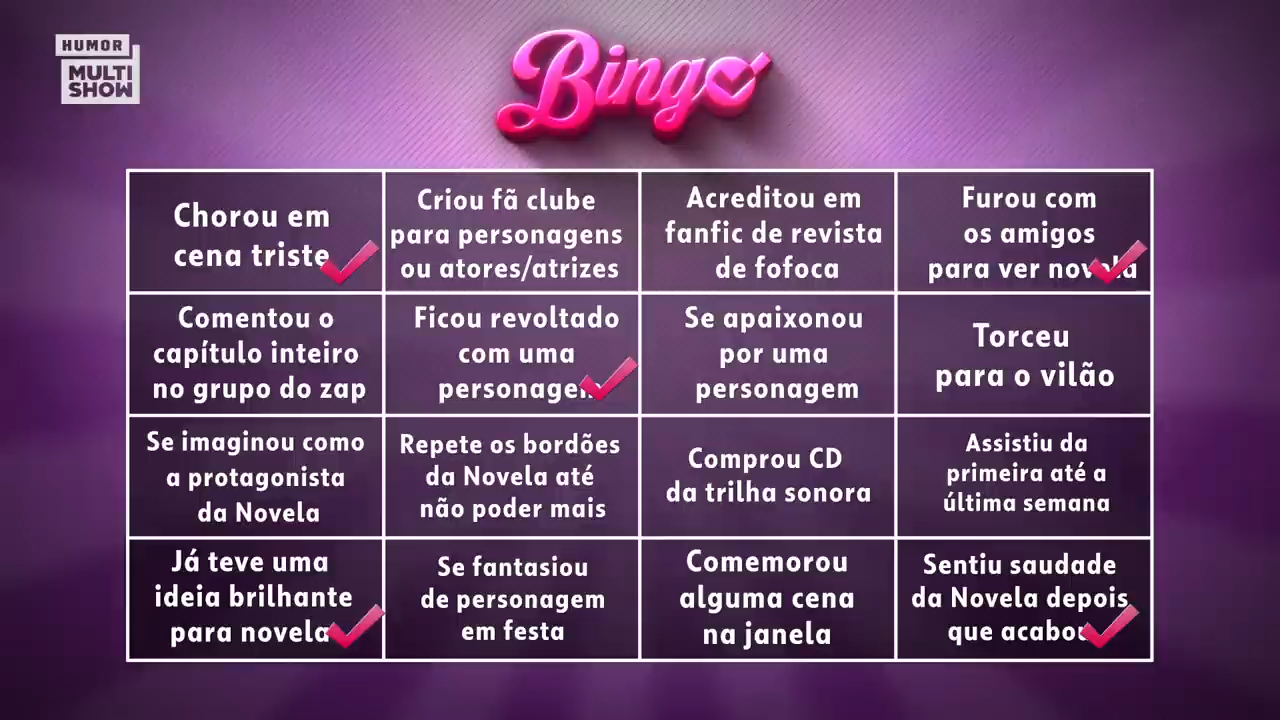 HUMOR
MULTI
SHOW
Bingo
Chorou em
cena triste
Criou fã clube
para personagens
ou atores/atrizes
Acreditou em
fanfic de revista
de fofoca
Furou com
os amigos
para ver novela
Comentou o
capítulo inteiro
no grupo do zap
Ficou revoltado
com uma
personagem
Se apaixonou
por uma
personagem
Torceu
para o vilão
Se imaginou como
a protagonista
da Novela
Repete os bordões
da Novela até
não poder mais
Comprou CD
da trilha sonora
Assistiu da
primeira até a
última semana
Já teve uma
ideia brilhante
para novela
Se fantasiou
de personagem
em festa
Comemorou
alguma cena
na janela
Sentiu saudade
da Novela depois
que acabou